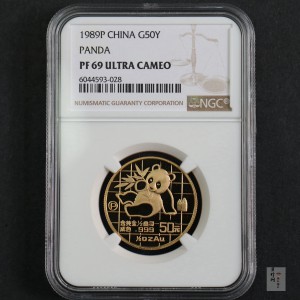 1989P CHINA G50Y
PANDA
PF 69 ULTRA CAMEO
6044593-028
NUMISMATIC GUARANTY CORPORATION
NGC
P
.999
50元
½ozAu